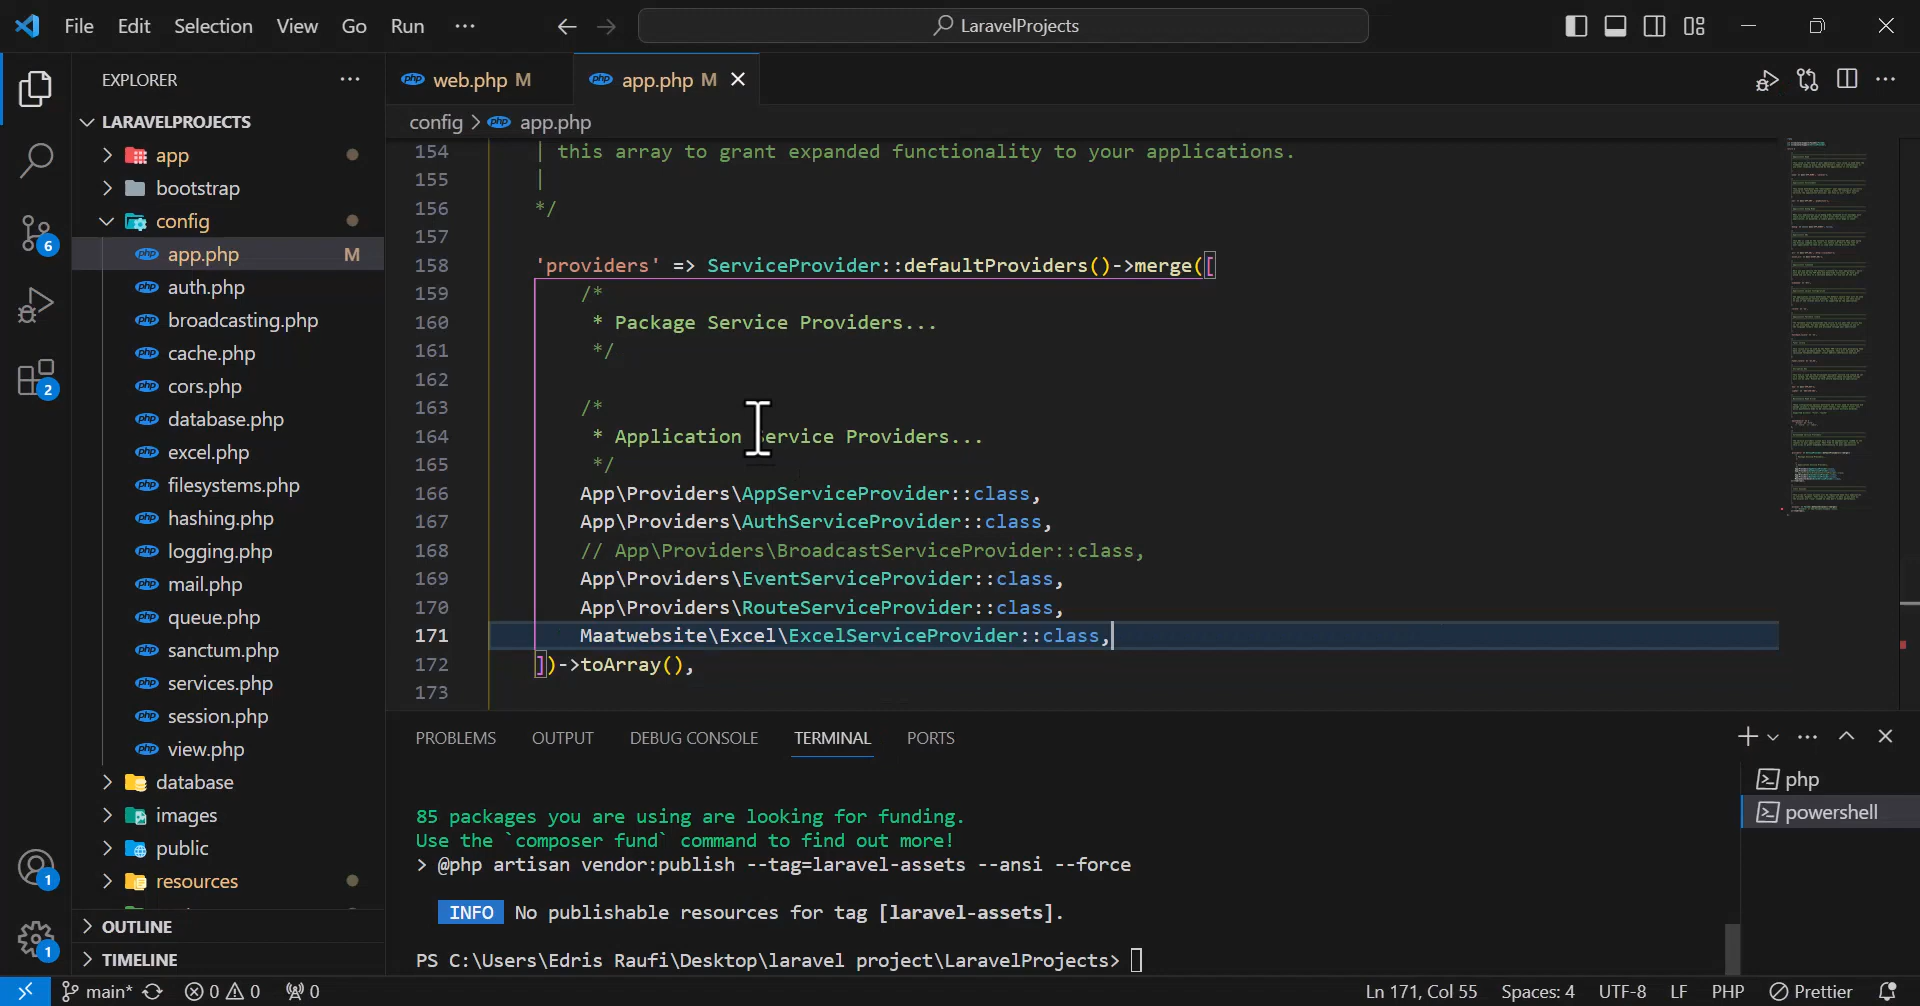 File Edit Selection View Go Run ···
LaravelProjects
EXPLORER ···
LARAVELPROJECTS
app
bootstrap
config
app.php M
auth.php
broadcasting.php
cache.php
cors.php
database.php
excel.php
filesystems.php
hashing.php
logging.php
mail.php
queue.php
sanctum.php
services.php
session.php
view.php
database
images
public
resources
OUTLINE
TIMELINE
6
2
1
1
php web.php M
php app.php M
config > php app.php
154 | this array to grant expanded functionality to your applications.
155 |
156 */
157
158 'providers' => ServiceProvider::defaultProviders()->merge([
159 /*
160 * Package Service Providers...
161 */
162
163 /*
164 * Application Service Providers...
165 */
166 App\Providers\AppServiceProvider::class,
167 App\Providers\AuthServiceProvider::class,
168 // App\Providers\BroadcastServiceProvider::class,
169 App\Providers\EventServiceProvider::class,
170 App\Providers\RouteServiceProvider::class,
171 Maatwebsite\Excel\ExcelServiceProvider::class,
172 ])->toArray(),
173
PROBLEMS OUTPUT DEBUG CONSOLE TERMINAL PORTS
85 packages you are using are looking for funding.
Use the `composer fund` command to find out more!
> @php artisan vendor:publish --tag=laravel-assets --ansi --force
INFO No publishable resources for tag [laravel-assets].
PS C:\Users\Edris Raufi\Desktop\laravel project\LaravelProjects>
php
powershell
main* 0 0 0
Ln 171, Col 55 Spaces: 4 UTF-8 LF PHP Prettier